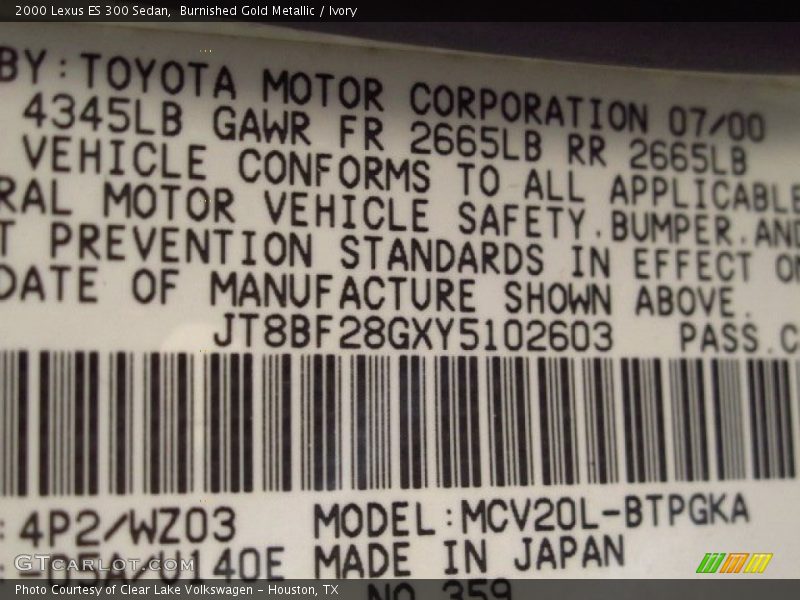 2000 Lexus ES 300 Sedan,  Burnished Gold Metallic / Ivory
BY:TOYOTA MOTOR CORPORATION 07/00
4345LB GAWR FR 2665LB RR 2665LB
VEHICLE CONFORMS TO ALL APPLICABLE
RAL MOTOR VEHICLE SAFETY.BUMPER.AND
T PREVENTION STANDARDS IN EFFECT ON
DATE OF MANUFACTURE SHOWN ABOVE.
JT8BF28GXY5102603 PASS.C
: 4P2/WZ03 MODEL:MCV20L-BTPGKA
:-05A/U140E MADE IN JAPAN
GTCarLot.com
NO 359
Photo Courtesy of Clear Lake Volkswagen - Houston, TX